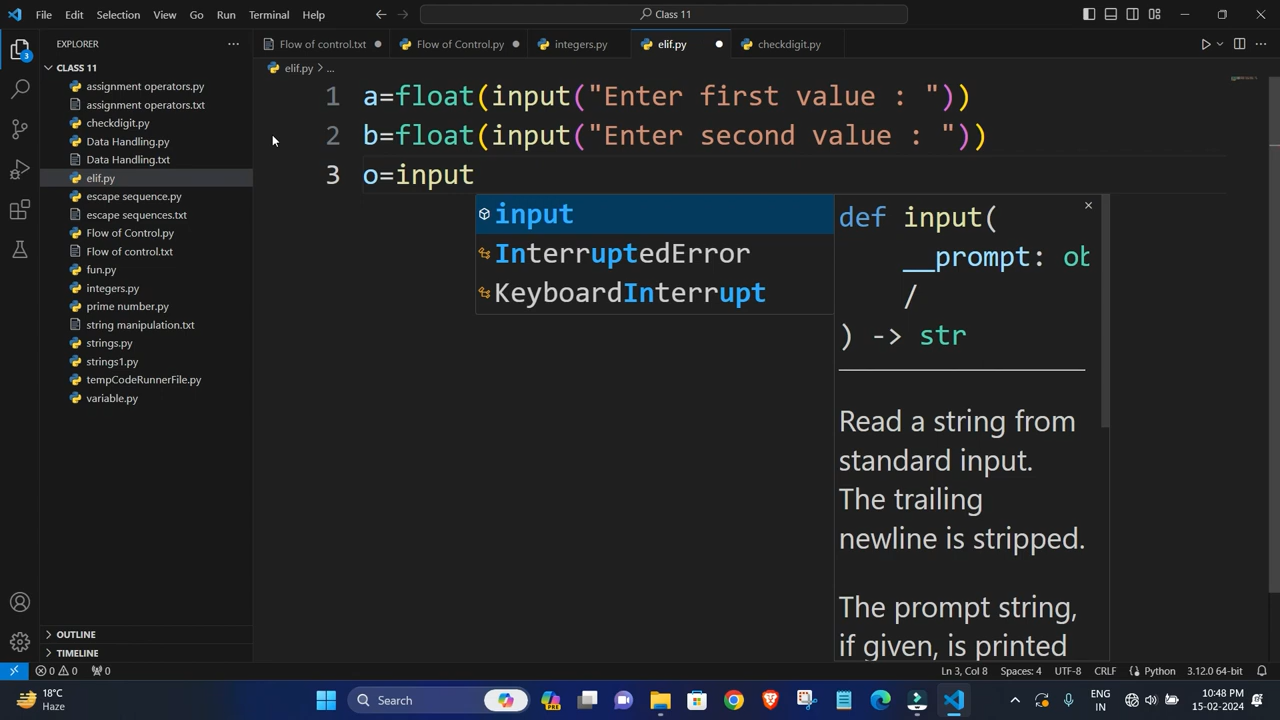 File Edit Selection View Go Run Terminal Help
Class 11
EXPLORER
CLASS 11
assignment operators.py
assignment operators.txt
checkdigit.py
Data Handling.py
Data Handling.txt
elif.py
escape sequence.py
escape sequences.txt
Flow of Control.py
Flow of control.txt
fun.py
integers.py
prime number.py
string manipulation.txt
strings.py
strings1.py
tempCodeRunnerFile.py
variable.py
OUTLINE
TIMELINE
3
Flow of control.txt Flow of Control.py integers.py elif.py checkdigit.py
elif.py > ...
1 a=float(input("Enter first value : "))
2 b=float(input("Enter second value : "))
3 o=input
input
InterruptedError
KeyboardInterrupt
def input(
__prompt: ob
/
) -> str
Read a string from
standard input.
The trailing
newline is stripped.
The prompt string,
if given, is printed
0 0 0 Ln 3, Col 8 Spaces: 4 UTF-8 CRLF Python 3.12.0 64-bit
18°C
Haze
Search
PRE
ENG
IN
10:48 PM
15-02-2024